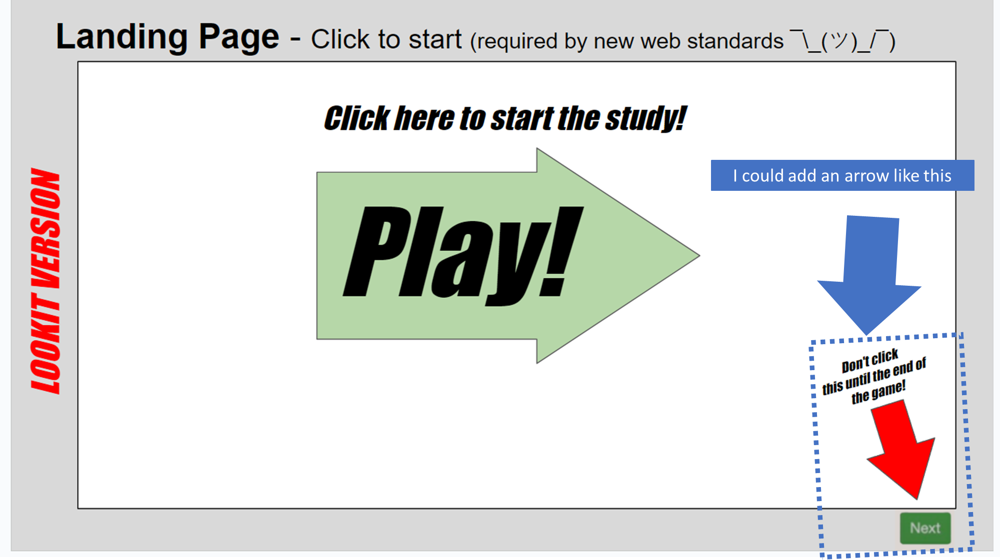 Landing Page - Click to start (required by new web standards ¯\_(ツ)_/¯)
Click here to start the study!
Play!
LOOKIT VERSION
I could add an arrow like this
Don't click
this until the end of
the game!
Next